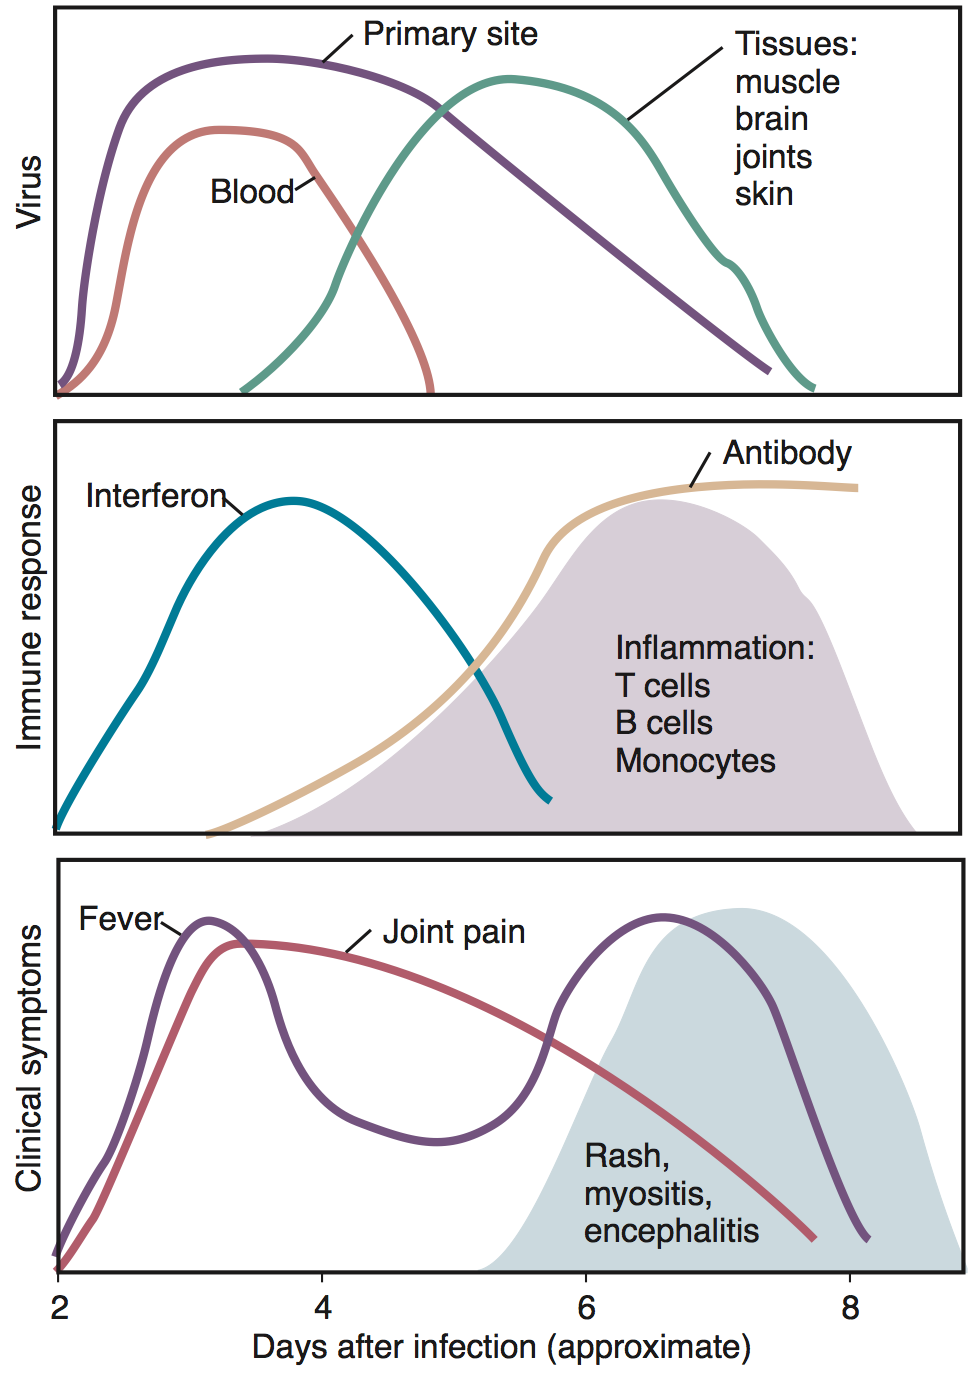 Primary site
Tissues:
muscle
brain
joints
skin
Blood
Virus
Antibody
Interferon
Inflammation:
T cells
B cells
Monocytes
Immune response
Fever
Joint pain
Rash,
myositis,
encephalitis
Clinical symptoms
2 4 6 8
Days after infection (approximate)